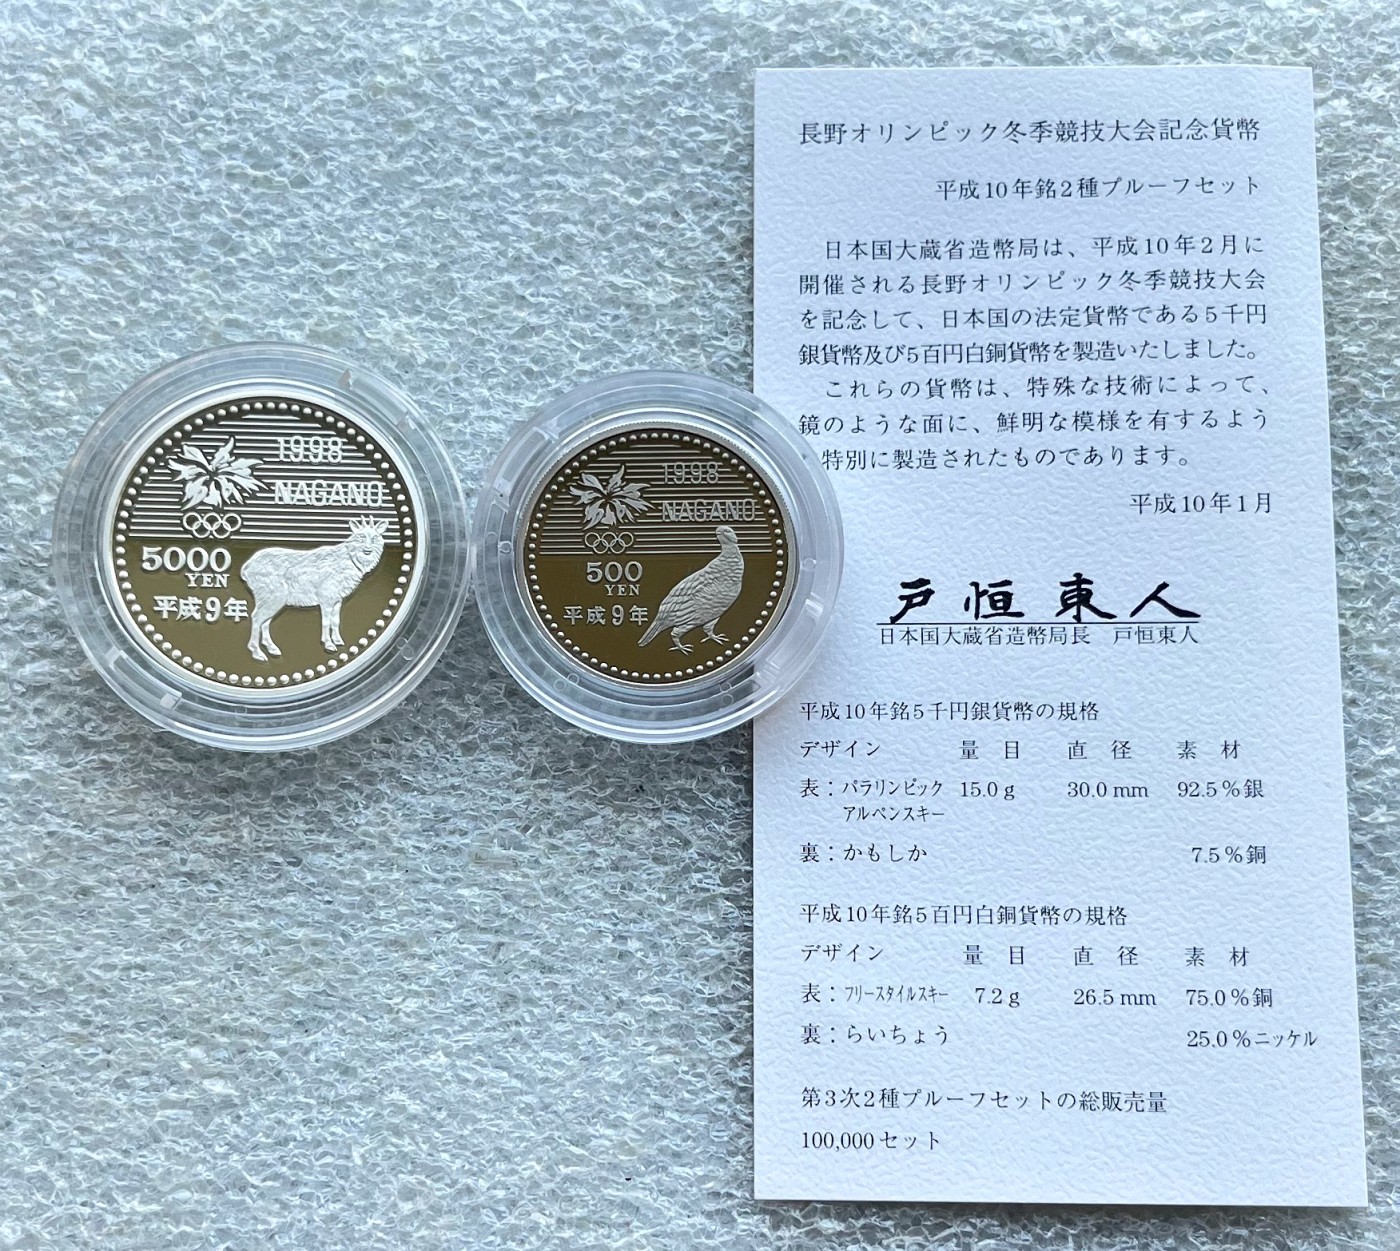 1998
NAGANO
5000
YEN
平成9年
1998
NAGANO
500
YEN
平成9年
長野オリンピック冬季競技大会記念貨幣
平成10年銘2種プルーフセット
日本国大蔵省造幣局は、平成10年2月に
開催される長野オリンピック冬季競技大会
を記念して、日本国の法定貨幣である5千円
銀貨幣及び5百円白銅貨幣を製造いたしました。
これらの貨幣は、特殊な技術によって、
鏡のような面に、鮮明な模様を有するよう
特別に製造されたものであります。
平成10年1月
戸恒東人
日本国大蔵省造幣局長 戸恒東人
平成10年銘5千円銀貨幣の規格
デザイン 量目 直径 素材
表：パラリンピック 15.0g 30.0mm 92.5%銀
アルペンスキー
裏：かもしか 7.5%銅
平成10年銘5百円白銅貨幣の規格
デザイン 量目 直径 素材
表：フリースタイルスキー 7.2g 26.5mm 75.0%銅
裏：らいちょう 25.0%ニッケル
第3次2種プルーフセットの総販売量
100,000セット